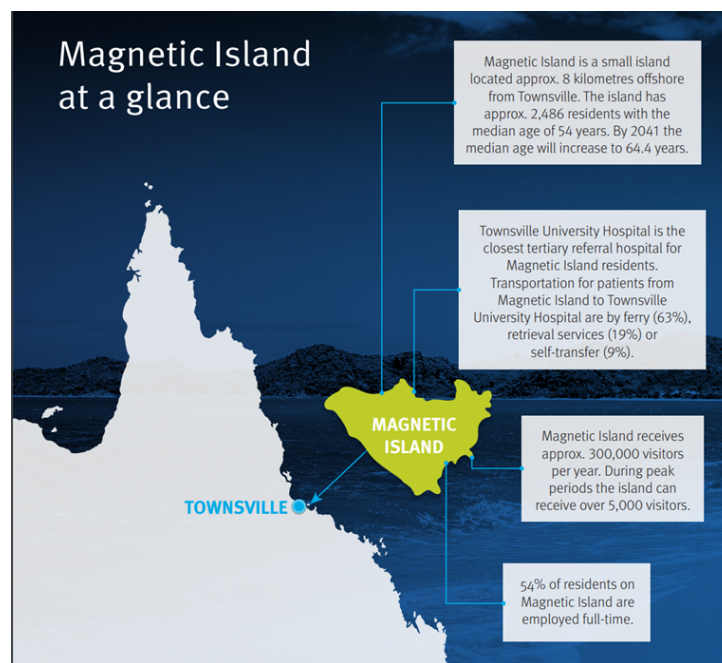 Magnetic Island
at a glance
Magnetic Island is a small island
located approx. 8 kilometres offshore
from Townsville. The island has
approx. 2,486 residents with the
median age of 54 years. By 2041 the
median age will increase to 64.4 years.
Townsville University Hospital is the
closest tertiary referral hospital for
Magnetic Island residents.
Transportation for patients from
Magnetic Island to Townsville
University Hospital are by ferry (63%),
retrieval services (19%) or
self-transfer (9%).
MAGNETIC
ISLAND
Magnetic Island receives
approx. 300,000 visitors
per year. During peak
periods the island can
receive over 5,000 visitors.
TOWNSVILLE
54% of residents on
Magnetic Island are
employed full-time.